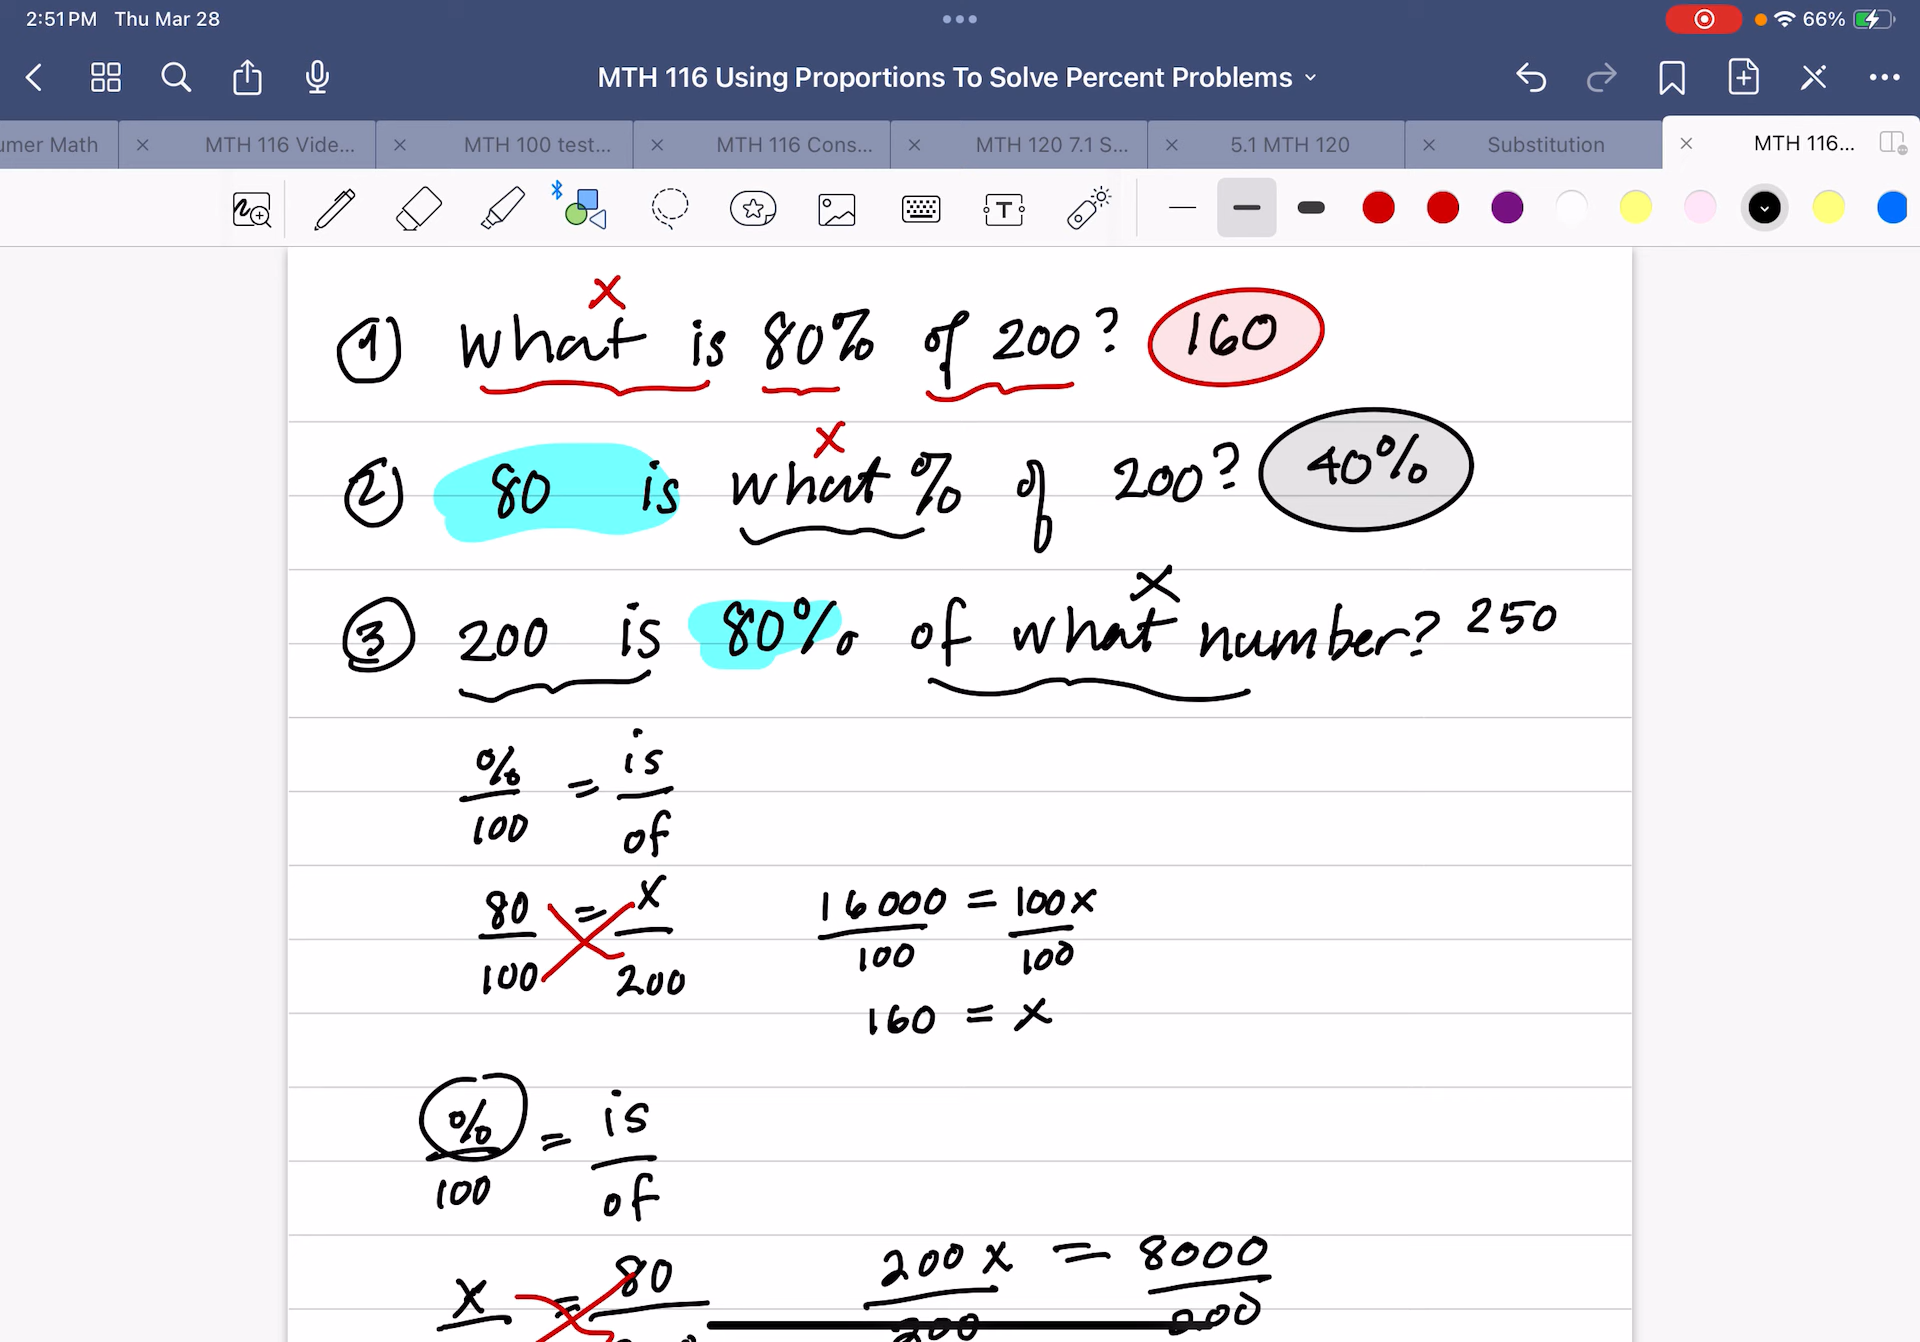 2:51 PM Thu Mar 28
66%
MTH 116 Using Proportions To Solve Percent Problems
umer Math
MTH 116 Vide...
MTH 100 test...
MTH 116 Cons...
MTH 120 7.1 S...
5.1 MTH 120
Substitution
MTH 116...
x
① what is 80% of 200? 160
x
② 80 is what % of 200? 40%
x
③ 200 is 80% of what number? 250
%/100 = is/of
80/100 = x/200 16000/100 = 100x/100
160 = x
%/100 = is/of
x = 80 200x/200 = 8000/200